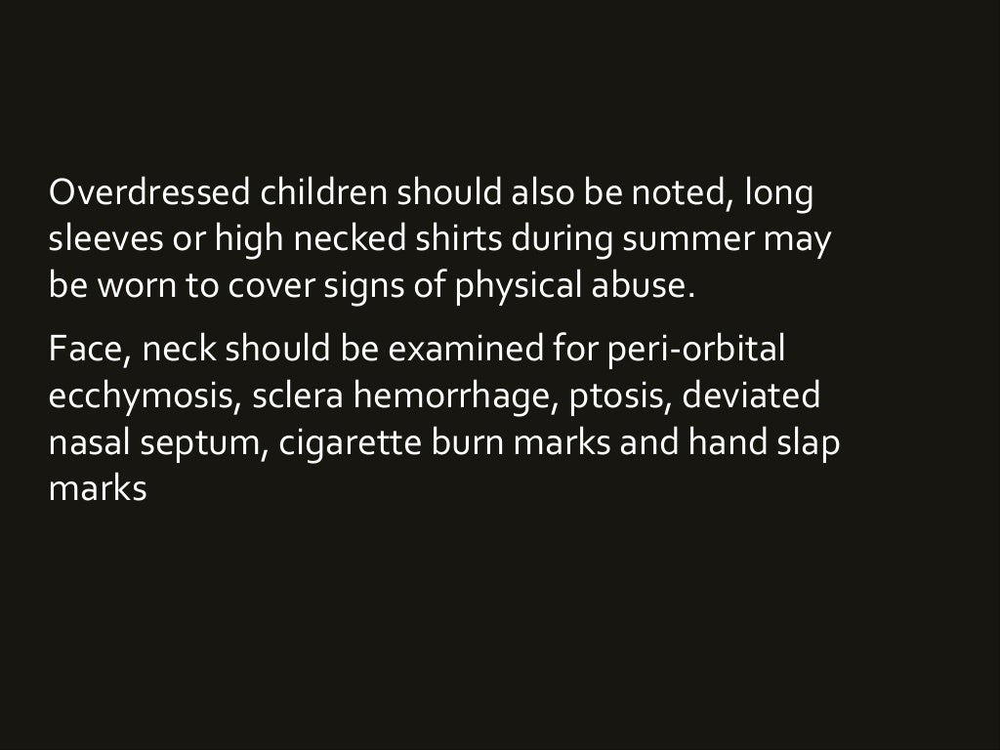 Overdressed children should also be noted, long
sleeves or high necked shirts during summer may
be worn to cover signs of physical abuse.
Face, neck should be examined for peri-orbital
ecchymosis, sclera hemorrhage, ptosis, deviated
nasal septum, cigarette burn marks and hand slap
marks